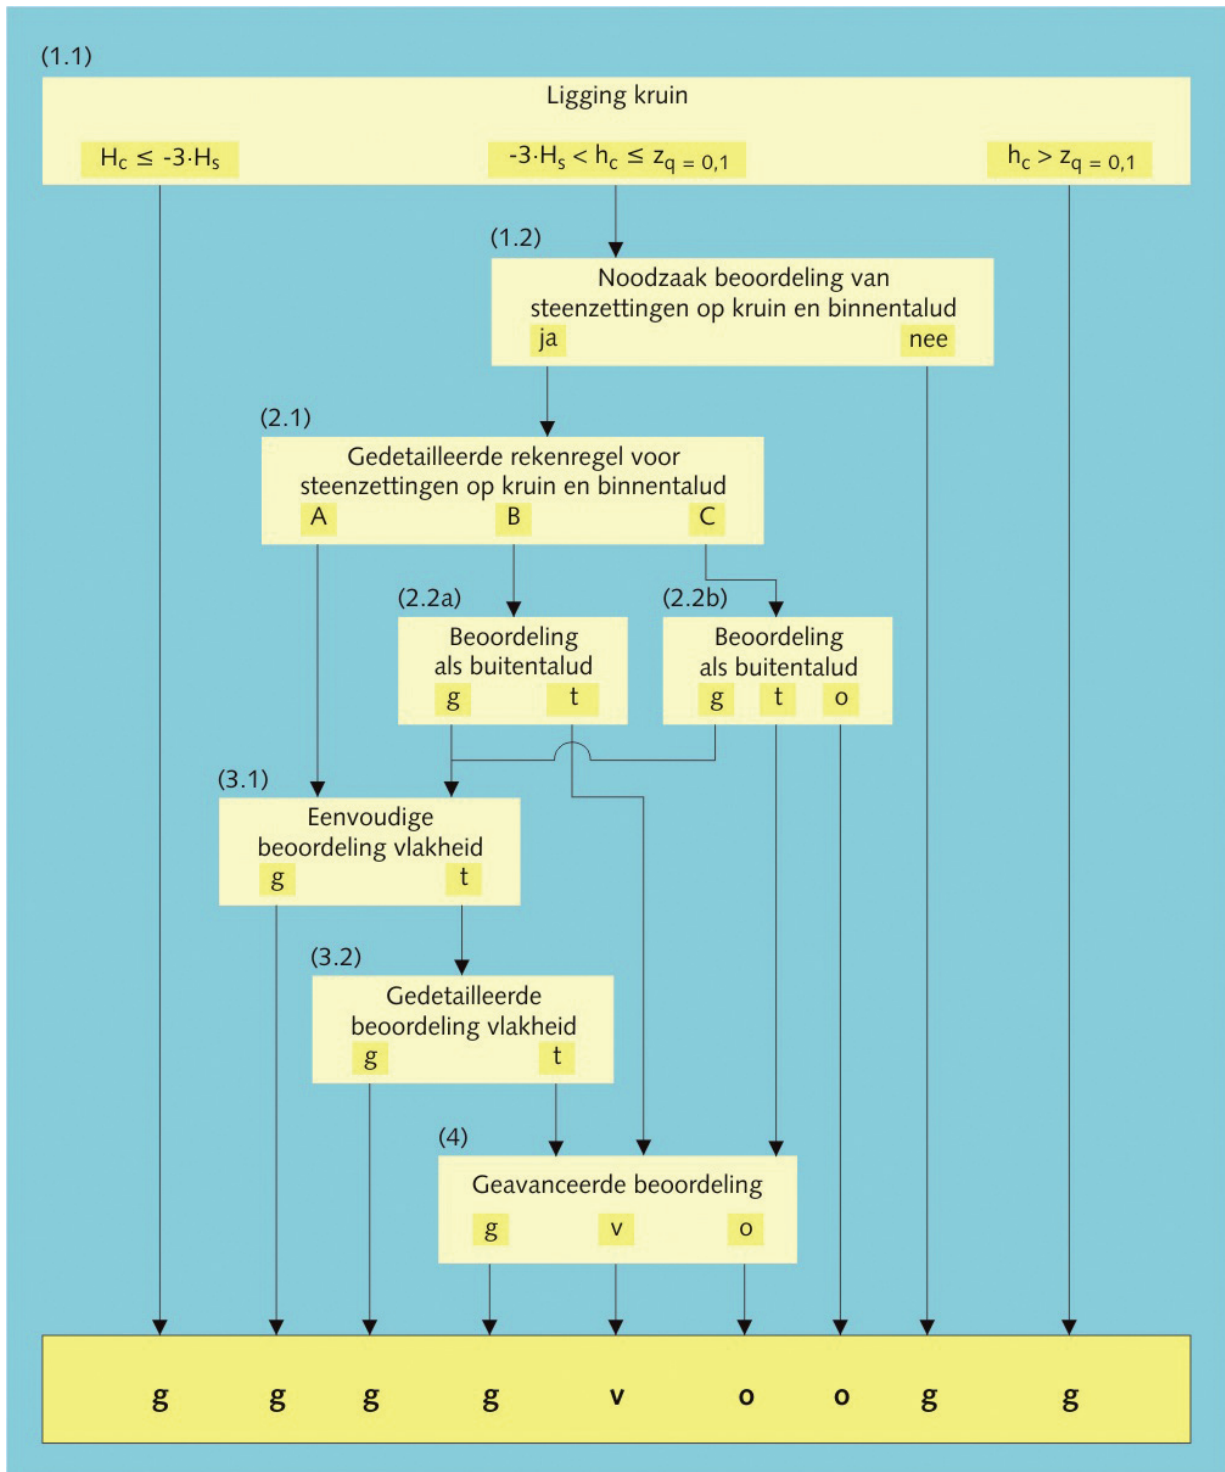 (1.1)
Ligging kruin
Hc ≤ -3·Hs
-3·Hs < hc ≤ zq = 0,1
hc > zq = 0,1
(1.2)
Noodzaak beoordeling van
steenzettingen op kruin en binnentalud
ja
nee
(2.1)
Gedetailleerde rekenregel voor
steenzettingen op kruin en binnentalud
A
B
C
(2.2a)
Beoordeling
als buitentalud
g
t
(2.2b)
Beoordeling
als buitentalud
g
t
o
(3.1)
Eenvoudige
beoordeling vlakheid
g
t
(3.2)
Gedetailleerde
beoordeling vlakheid
g
t
(4)
Geavanceerde beoordeling
g
v
o
g g g g v o o g g